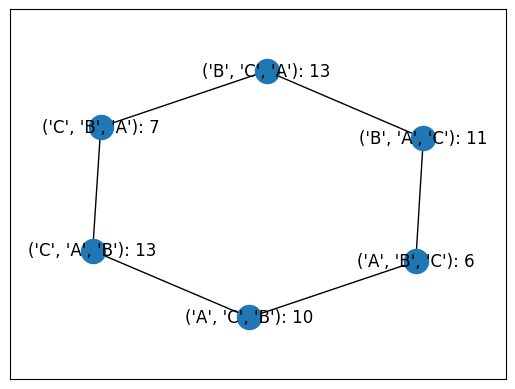 ('B', 'C', 'A'): 13
('C', 'B', 'A'): 7
('B', 'A', 'C'): 11
('C', 'A', 'B'): 13
('A', 'B', 'C'): 6
('A', 'C', 'B'): 10